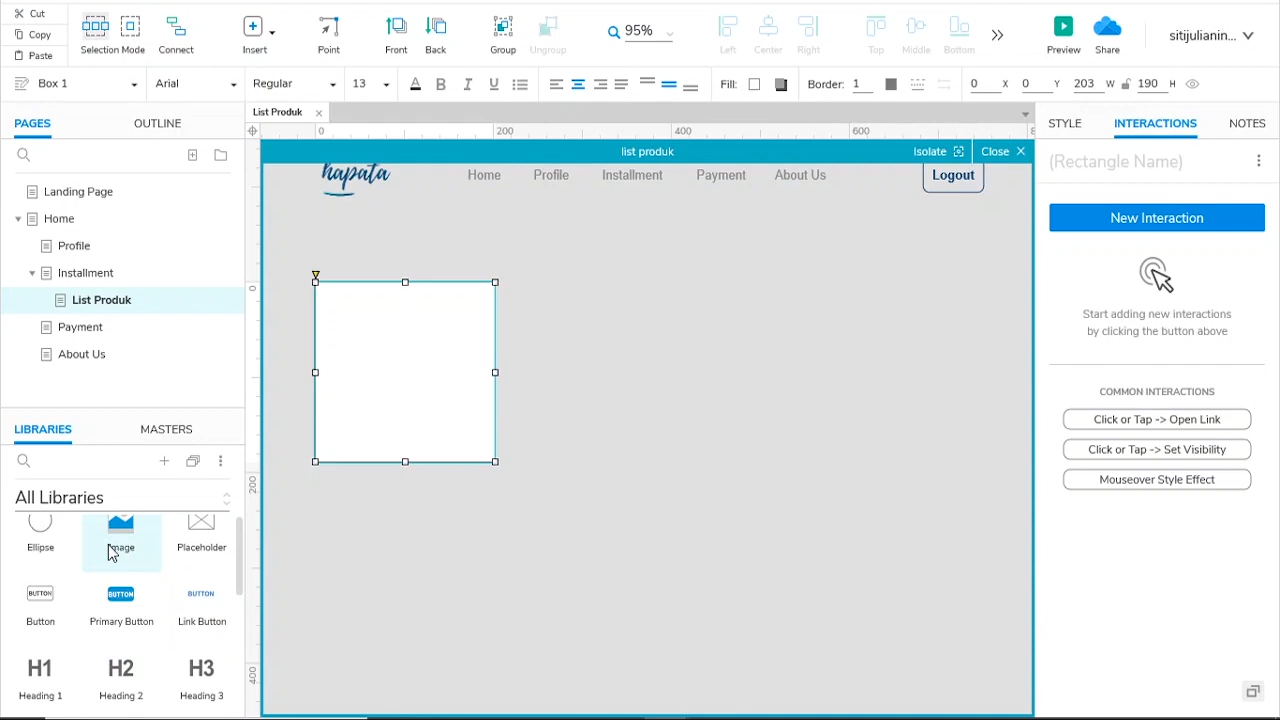 Cut
Copy
Paste
Selection Mode
Connect
Insert
Point
Front
Back
Group
Ungroup
95%
Left
Center
Right
Top
Middle
Bottom
Preview
Share
sitijulianin...
Box 1
Arial
Regular
13
Fill:
Border:
1
0 X
0 Y
203 W
190 H
PAGES
OUTLINE
Landing Page
Home
Profile
Installment
List Produk
Payment
About Us
LIBRARIES
MASTERS
All Libraries
Ellipse
Image
Placeholder
BUTTON
BUTTON
BUTTON
Button
Primary Button
Link Button
H1
H2
H3
Heading 1
Heading 2
Heading 3
List Produk
0
200
400
600
8
list produk
Isolate
Close
hapata
Home
Profile
Installment
Payment
About Us
Logout
0
200
400
STYLE
INTERACTIONS
NOTES
(Rectangle Name)
New Interaction
Start adding new interactions
by clicking the button above
COMMON INTERACTIONS
Click or Tap -> Open Link
Click or Tap -> Set Visibility
Mouseover Style Effect